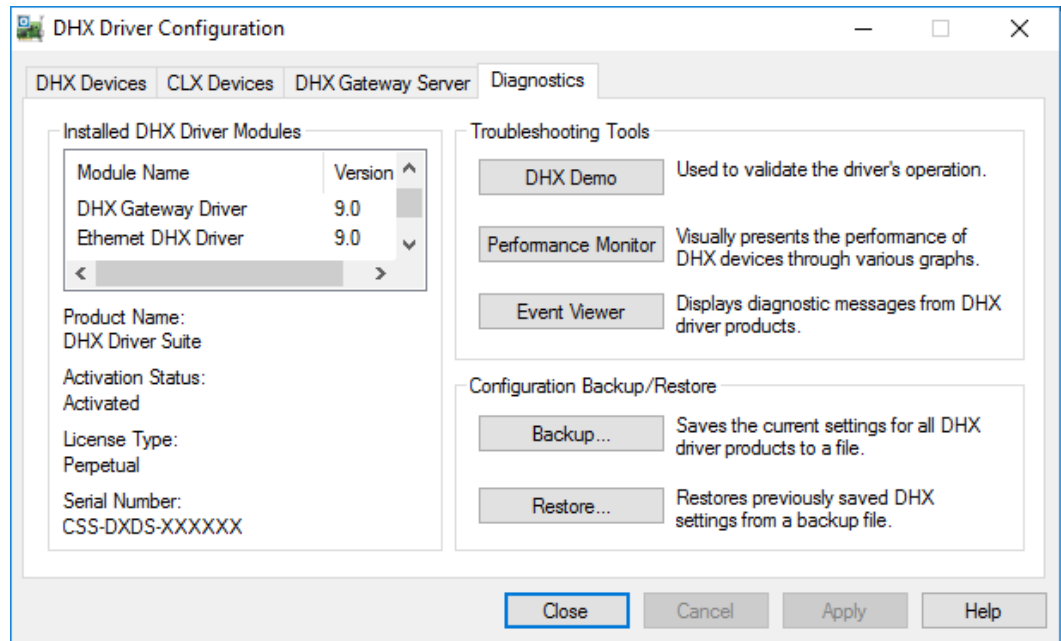 DHX Driver Configuration
DHX Devices CLX Devices DHX Gateway Server Diagnostics
Installed DHX Driver Modules
Module Name Version
DHX Gateway Driver 9.0
Ethernet DHX Driver 9.0
Product Name:
DHX Driver Suite
Activation Status:
Activated
License Type:
Perpetual
Serial Number:
CSS-DXDS-XXXXXX
Troubleshooting Tools
DHX Demo
Used to validate the driver's operation.
Performance Monitor
Visually presents the performance of
DHX devices through various graphs.
Event Viewer
Displays diagnostic messages from DHX
driver products.
Configuration Backup/Restore
Backup...
Saves the current settings for all DHX
driver products to a file.
Restore...
Restores previously saved DHX
settings from a backup file.
Close Cancel Apply Help